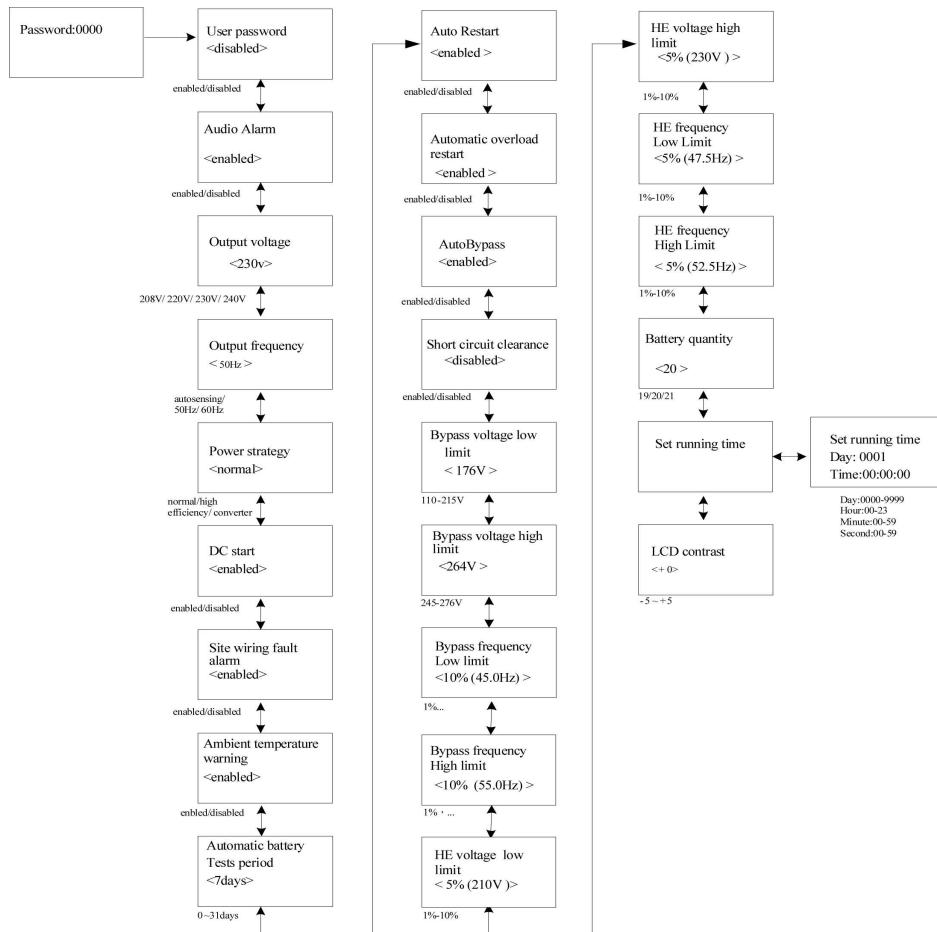 Password:0000
User password
<disabled>
enabled/disabled
Audio Alarm
<enabled>
enabled/disabled
Output voltage
<230v>
208V/ 220V/ 230V/ 240V
Output frequency
< 50Hz >
autosensing/
50Hz/ 60Hz
Power strategy
<normal>
normal/high
efficiency/ converter
DC start
<enabled>
enabled/disabled
Site wiring fault
alarm
<enabled>
enabled/disabled
Ambient temperature
warning
<enabled>
enbled/disabled
Automatic battery
Tests period
<7days>
0~31days
Auto Restart
<enabled >
enabled/disabled
Automatic overload
restart
<enabled >
enabled/disabled
AutoBypass
<enabled>
enabled/disabled
Short circuit clearance
<disabled>
enabled/disabled
Bypass voltage low
limit
< 176V >
110-215V
Bypass voltage high
limit
<264V >
245-276V
Bypass frequency
Low limit
<10% (45.0Hz) >
1%...
Bypass frequency
High limit
<10% (55.0Hz) >
1% , ...
HE voltage low
limit
< 5% (210V )>
1%-10%
HE voltage high
limit
<5% (230V ) >
1%-10%
HE frequency
Low Limit
<5% (47.5Hz) >
1%-10%
HE frequency
High Limit
< 5% (52.5Hz) >
1%-10%
Battery quantity
<20 >
19/20/21
Set running time
Set running time
Day: 0001
Time:00:00:00
Day:0000-9999
Hour:00-23
Minute:00-59
Second:00-59
LCD contrast
<+ 0>
-5 ~ +5